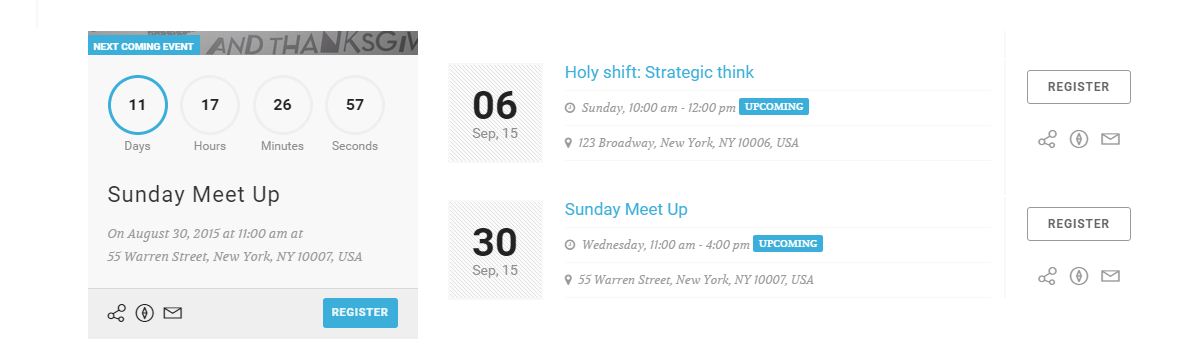 NEXT COMING EVENT
AND THANKSGIV
11 17 26 57
Days Hours Minutes Seconds
Sunday Meet Up
On August 30, 2015 at 11:00 am at
55 Warren Street, New York, NY 10007, USA
REGISTER
06
Sep, 15
Holy shift: Strategic think
Sunday, 10:00 am - 12:00 pm UPCOMING
123 Broadway, New York, NY 10006, USA
REGISTER
30
Sep, 15
Sunday Meet Up
Wednesday, 11:00 am - 4:00 pm UPCOMING
55 Warren Street, New York, NY 10007, USA
REGISTER